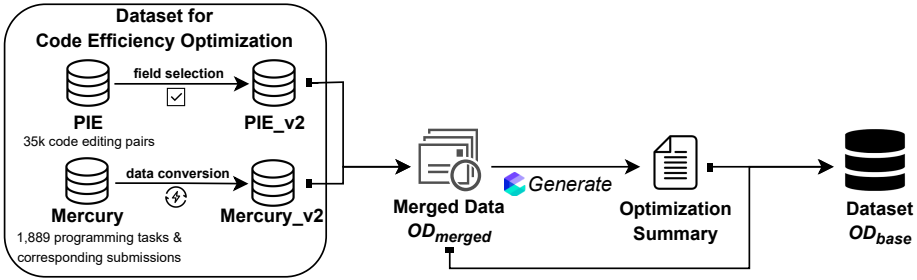 Dataset for
Code Efficiency Optimization
field selection
PIE
PIE_v2
35k code editing pairs
data conversion
Mercury
Mercury_v2
1,889 programming tasks &
corresponding submissions
Merged Data
OD_merged
Generate
Optimization
Summary
Dataset
OD_base